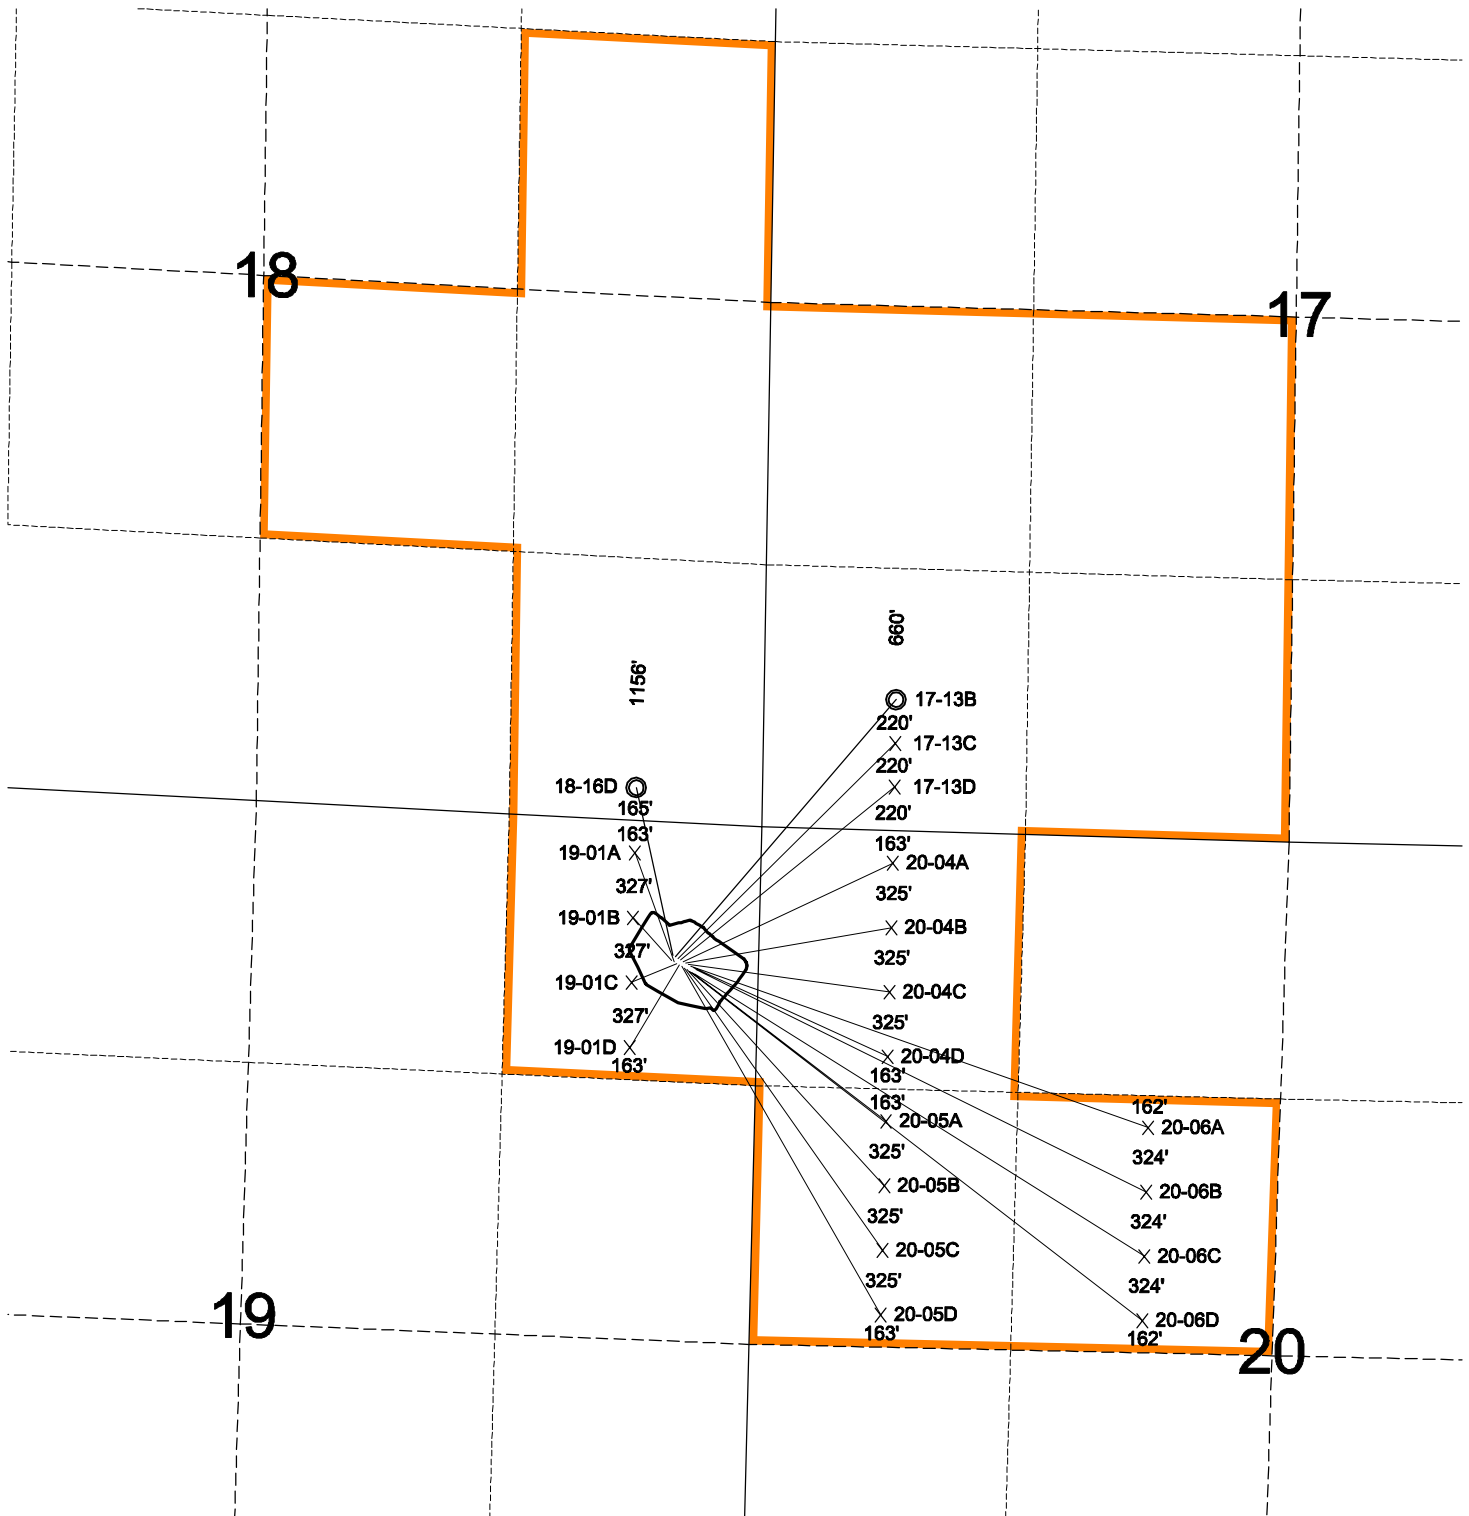 18
17
660'
1156'
17-13B
220'
17-13C
220'
17-13D
220'
18-16D
165'
163'
19-01A
327'
19-01B
327'
19-01C
327'
19-01D
163'
163'
20-04A
325'
20-04B
325'
20-04C
325'
20-04D
163'
163'
20-05A
325'
20-05B
325'
20-05C
325'
20-05D
163'
162'
20-06A
324'
20-06B
324'
20-06C
324'
20-06D
162'
19
20